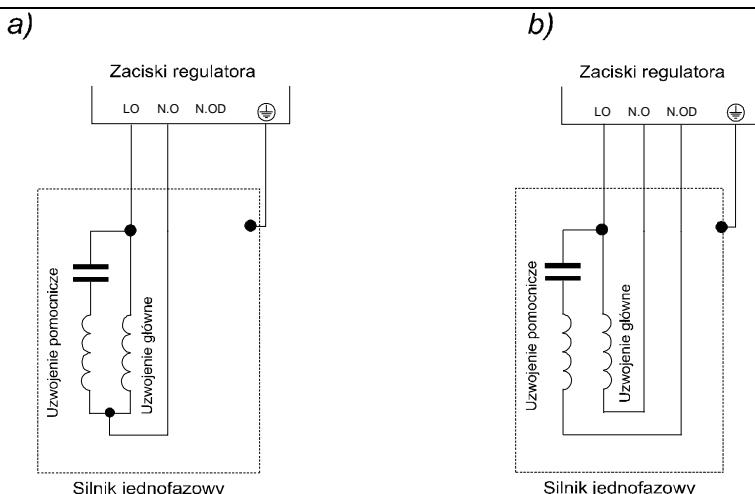 a)
Zaciski regulatora
LO N.O N.OD
Uzwojenie pomocnicze
Uzwojenie główne
Silnik jednofazowy
b)
Zaciski regulatora
LO N.O N.OD
Uzwojenie pomocnicze
Uzwojenie główne
Silnik jednofazowy